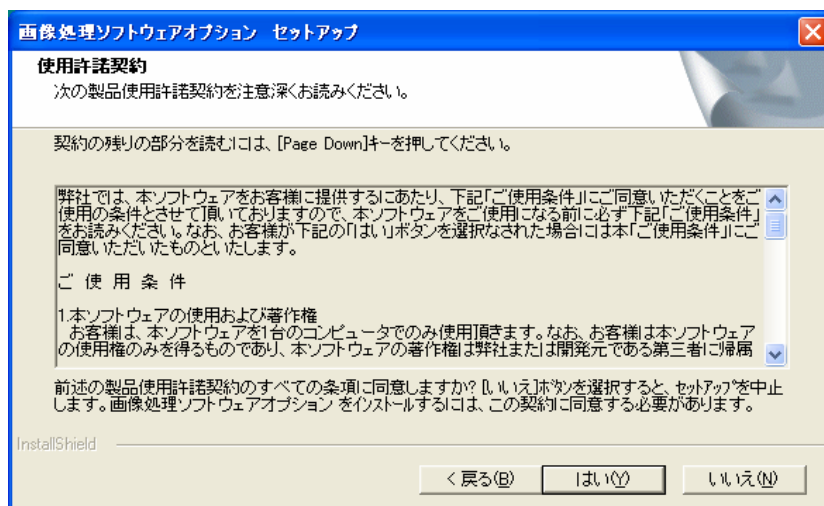 画像処理ソフトウェアオプション セットアップ
使用許諾契約
次の製品使用許諾契約を注意深くお読みください。
契約の残りの部分を読むには、[Page Down]キーを押してください。
弊社では、本ソフトウェアをお客様に提供するにあたり、下記「ご使用条件」にご同意いただくことをご
使用の条件とさせて頂いておりますので、本ソフトウェアをご使用になる前に必ず下記「ご使用条件」
をお読みください。なお、お客様が下記の「はい」ボタンを選択なされた場合には本「ご使用条件」にご
同意いただいたものといたします。
ご 使 用 条 件
1.本ソフトウェアの使用および著作権
お客様は、本ソフトウェアを1台のコンピュータでのみ使用頂きます。なお、お客様は本ソフトウェア
の使用権のみを得るものであり、本ソフトウェアの著作権は弊社または開発元である第三者に帰属
前述の製品使用許諾契約のすべての条項に同意しますか? [いいえ]ボタンを選択すると、セットアップを中止
します。画像処理ソフトウェアオプション をインストールするには、この契約に同意する必要があります。
InstallShield
< 戻る(B) はい(Y) いいえ(N)